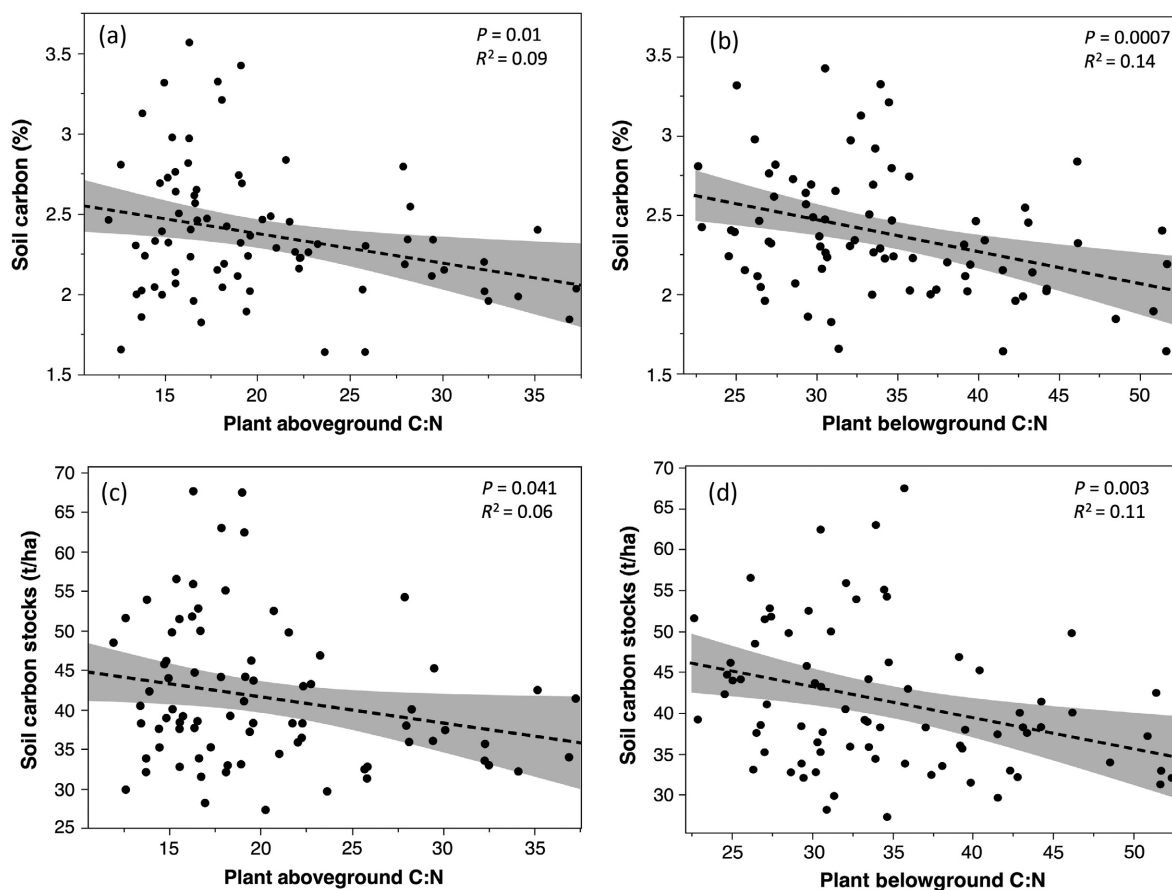 (a)
P = 0.01
R² = 0.09
3.5
3
2.5
2
1.5
Soil carbon (%)
15 20 25 30 35
Plant aboveground C:N
(b)
P = 0.0007
R² = 0.14
3.5
3
2.5
2
1.5
Soil carbon (%)
25 30 35 40 45 50
Plant belowground C:N
(c)
P = 0.041
R² = 0.06
70
65
60
55
50
45
40
35
30
25
Soil carbon stocks (t/ha)
15 20 25 30 35
Plant aboveground C:N
(d)
P = 0.003
R² = 0.11
70
65
60
55
50
45
40
35
30
Soil carbon stocks (t/ha)
25 30 35 40 45 50
Plant belowground C:N